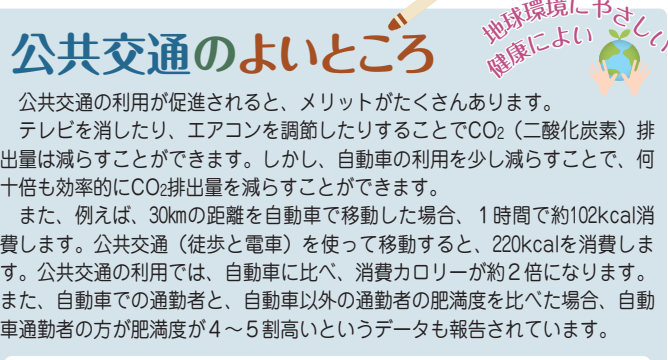 公共交通のよいところ
地球環境にやさしい
健康によい
　公共交通の利用が促進されると、メリットがたくさんあります。
　テレビを消したり、エアコンを調節したりすることでCO₂（二酸化炭素）排
出量は減らすことができます。しかし、自動車の利用を少し減らすことで、何
十倍も効率的にCO₂排出量を減らすことができます。
　また、例えば、30kmの距離を自動車で移動した場合、１時間で約102kcal消
費します。公共交通（徒歩と電車）を使って移動すると、220kcalを消費しま
す。公共交通の利用では、自動車に比べ、消費カロリーが約２倍になります。
また、自動車での通勤者と、自動車以外の通勤者の肥満度を比べた場合、自動
車通勤者の方が肥満度が４～５割高いというデータも報告されています。